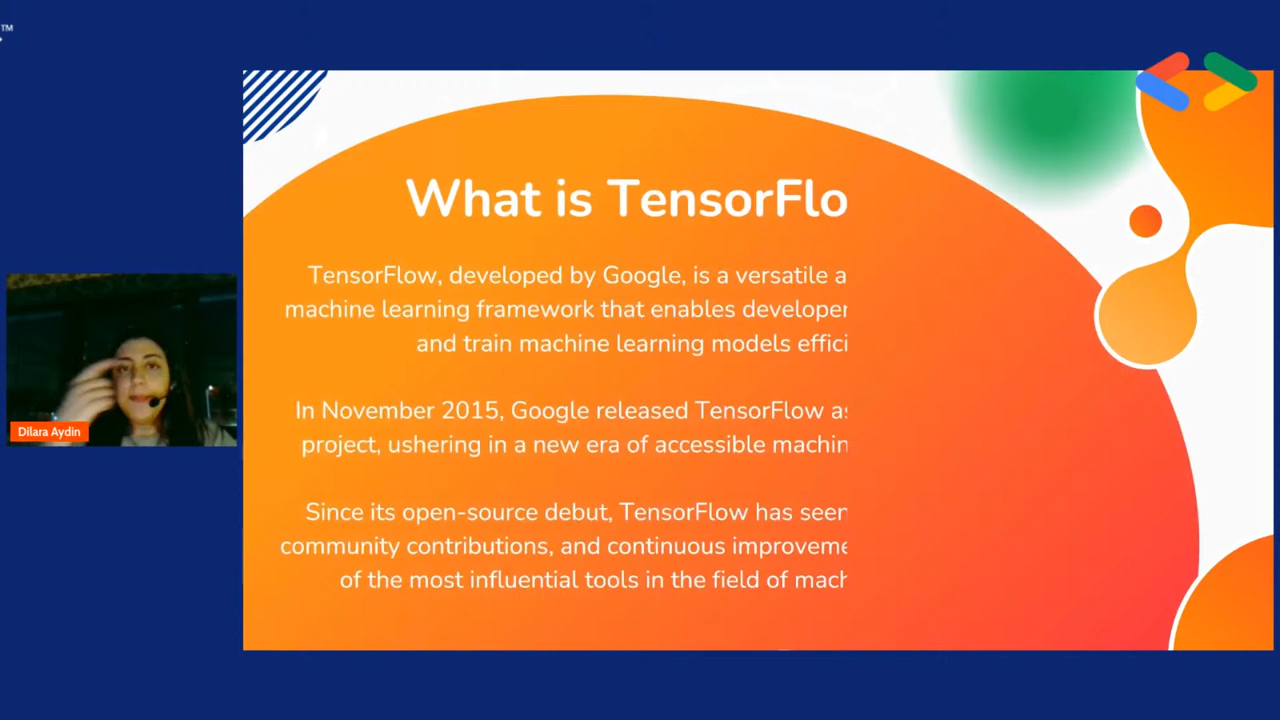 ™
What is TensorFlo
TensorFlow, developed by Google, is a versatile a
machine learning framework that enables developer
and train machine learning models effici
In November 2015, Google released TensorFlow as
project, ushering in a new era of accessible machin
Since its open-source debut, TensorFlow has seen
community contributions, and continuous improveme
of the most influential tools in the field of mach
Dilara Aydin